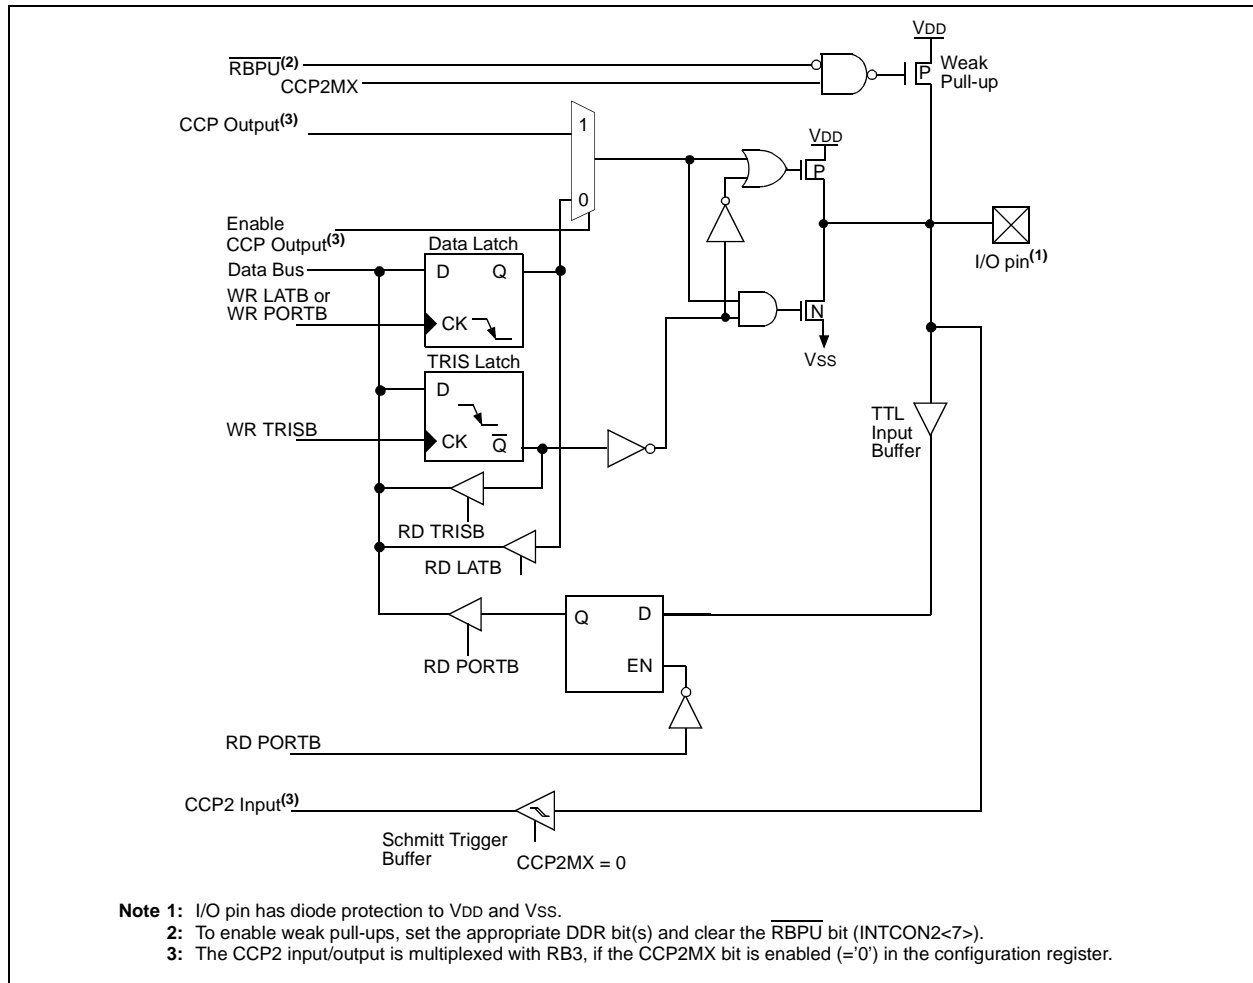 VDD
RBPU(2)
CCP2MX
P
Weak
Pull-up
CCP Output(3)
1
VDD
P
0
Enable
CCP Output(3)
I/O pin(1)
Data Latch
Data Bus
D Q
WR LATB or
WR PORTB
CK
N
VSS
TRIS Latch
D
WR TRISB
CK Q
TTL
Input
Buffer
RD TRISB
RD LATB
Q D
RD PORTB
EN
RD PORTB
CCP2 Input(3)
Schmitt Trigger
Buffer
CCP2MX = 0
Note 1: I/O pin has diode protection to VDD and VSS.
2: To enable weak pull-ups, set the appropriate DDR bit(s) and clear the RBPU bit (INTCON2<7>).
3: The CCP2 input/output is multiplexed with RB3, if the CCP2MX bit is enabled (='0') in the configuration register.